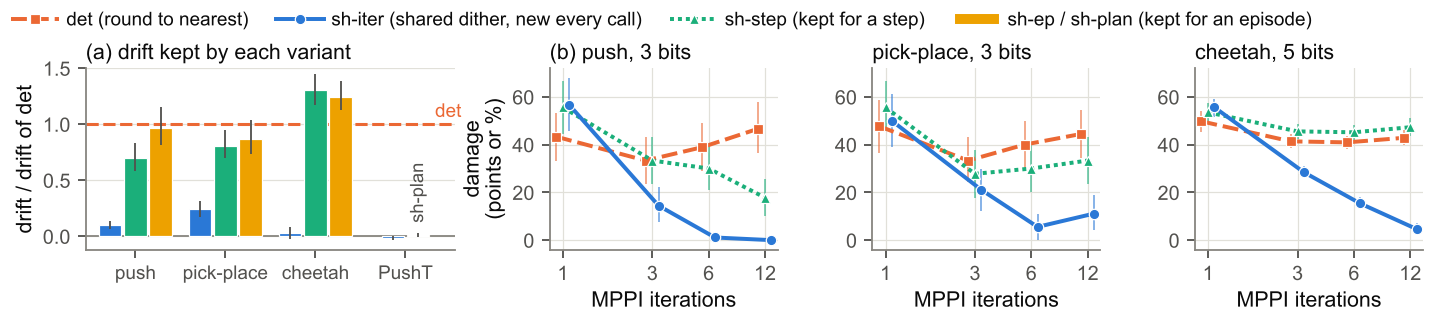 det (round to nearest)
sh-iter (shared dither, new every call)
sh-step (kept for a step)
sh-ep / sh-plan (kept for an episode)
(a) drift kept by each variant
drift / drift of det
1.5
1.0
0.5
0.0
det
sh-plan
push
pick-place
cheetah
PushT
(b) push, 3 bits
damage
(points or %)
60
40
20
0
1
3
6
12
MPPI iterations
pick-place, 3 bits
60
40
20
0
1
3
6
12
MPPI iterations
cheetah, 5 bits
60
40
20
0
1
3
6
12
MPPI iterations